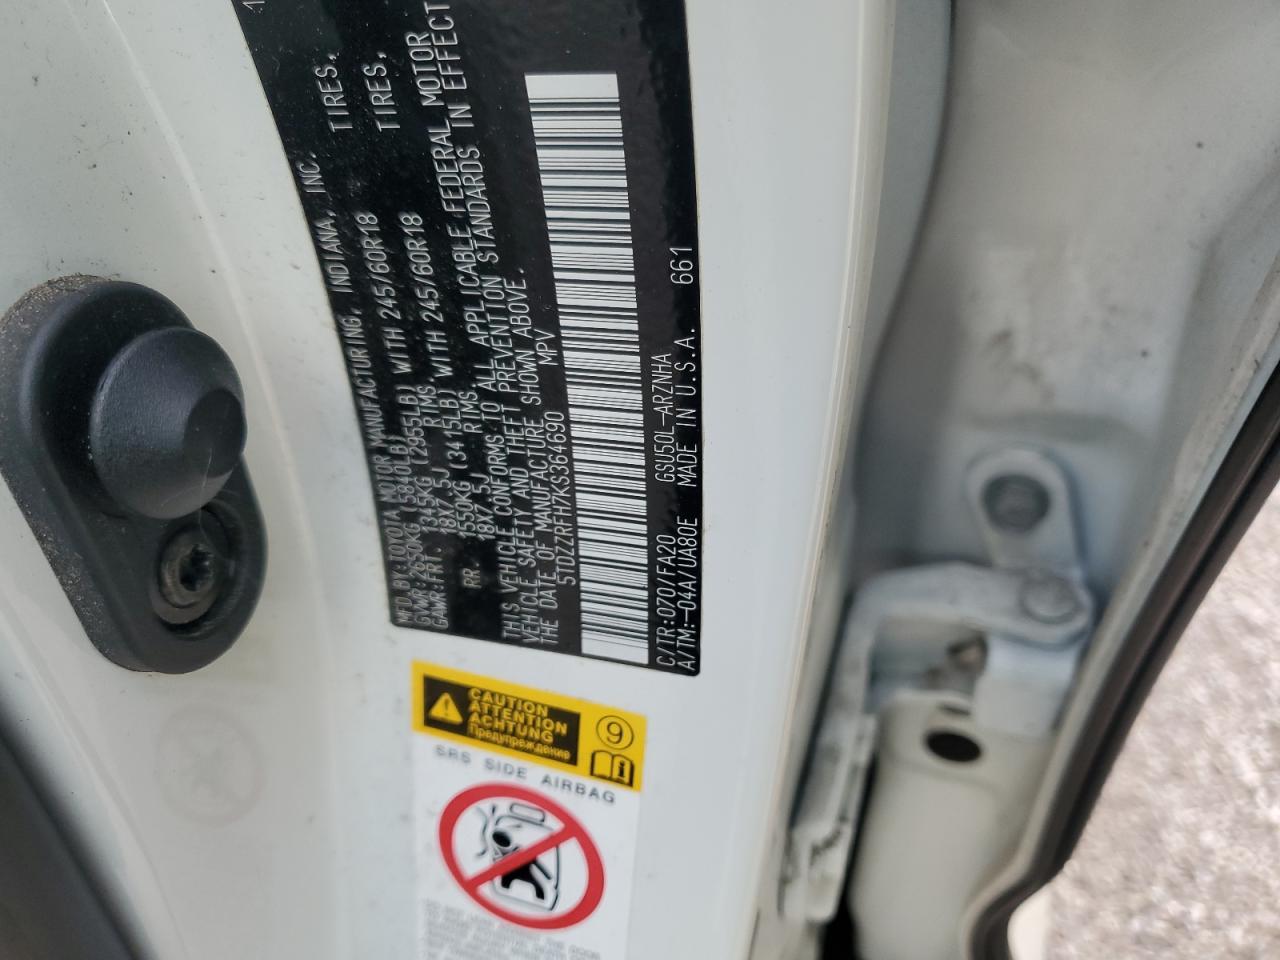 MFD.BY:TOYOTA MOTOR MANUFACTURING, INDIANA, INC.
GVWR:2650KG (5840LB)
GAWR:FRT. 1345KG (2955LB) WITH 245/60R18 TIRES,
18X7.5J RIMS
RR. 1550KG (3415LB) WITH 245/60R18 TIRES,
18X7.5J RIMS,
THIS VEHICLE CONFORMS TO ALL APPLICABLE FEDERAL MOTOR
VEHICLE SAFETY AND THEFT PREVENTION STANDARDS IN EFFECT
THE DATE OF MANUFACTURE SHOWN ABOVE.
5TDZZRFH7KS364690 MPV
C/TR:070/FA20 GSU50L-ARZNHA 661
A/TM:-04A/UA80E MADE IN U.S.A.
CAUTION
ATTENTION
ACHTUNG
Предупреждение
9
i
SRS SIDE AIRBAG